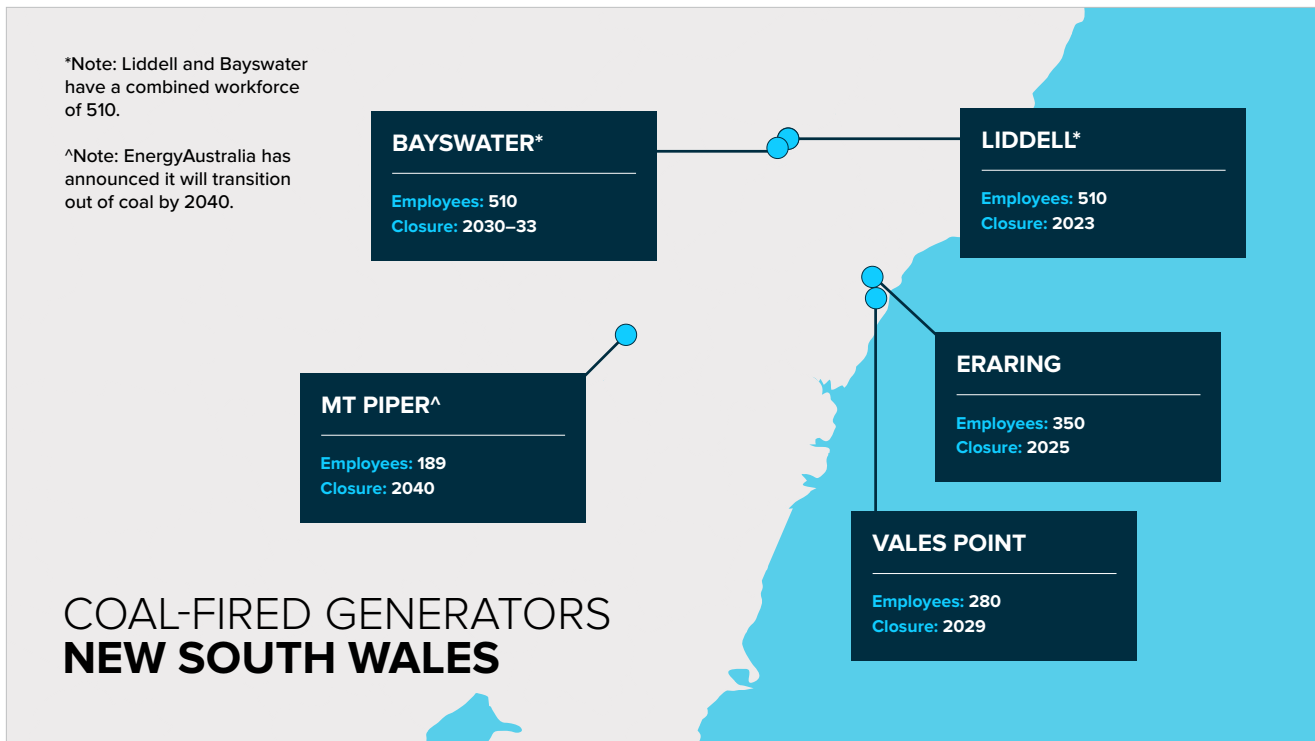 *Note: Liddell and Bayswater
have a combined workforce
of 510.
^Note: EnergyAustralia has
announced it will transition
out of coal by 2040.
BAYSWATER*
Employees: 510
Closure: 2030–33
LIDDELL*
Employees: 510
Closure: 2023
MT PIPER^
Employees: 189
Closure: 2040
ERARING
Employees: 350
Closure: 2025
VALES POINT
Employees: 280
Closure: 2029
COAL-FIRED GENERATORS
NEW SOUTH WALES